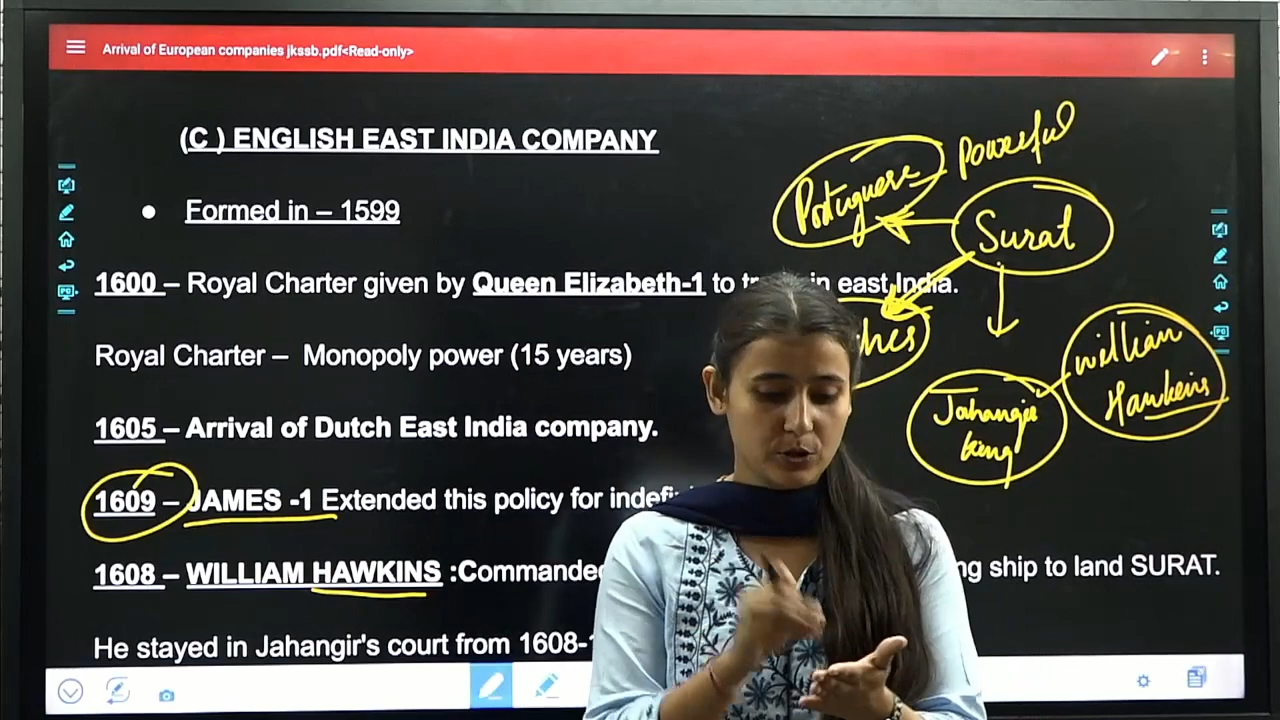 Arrival of European companies jkssb.pdf<Read-only>
(C ) ENGLISH EAST INDIA COMPANY
● Formed in – 1599
1600 – Royal Charter given by Queen Elizabeth-1 to in east India.
Royal Charter – Monopoly power (15 years)
1605 – Arrival of Dutch East India company.
1609 – JAMES -1 Extended this policy for
1608 – WILLIAM HAWKINS : ship to land SURAT.
He stayed in Jahangir's court from
Portuguese
Powerful
Surat
Jahangir
king
William
Hawkeins
PC
PC